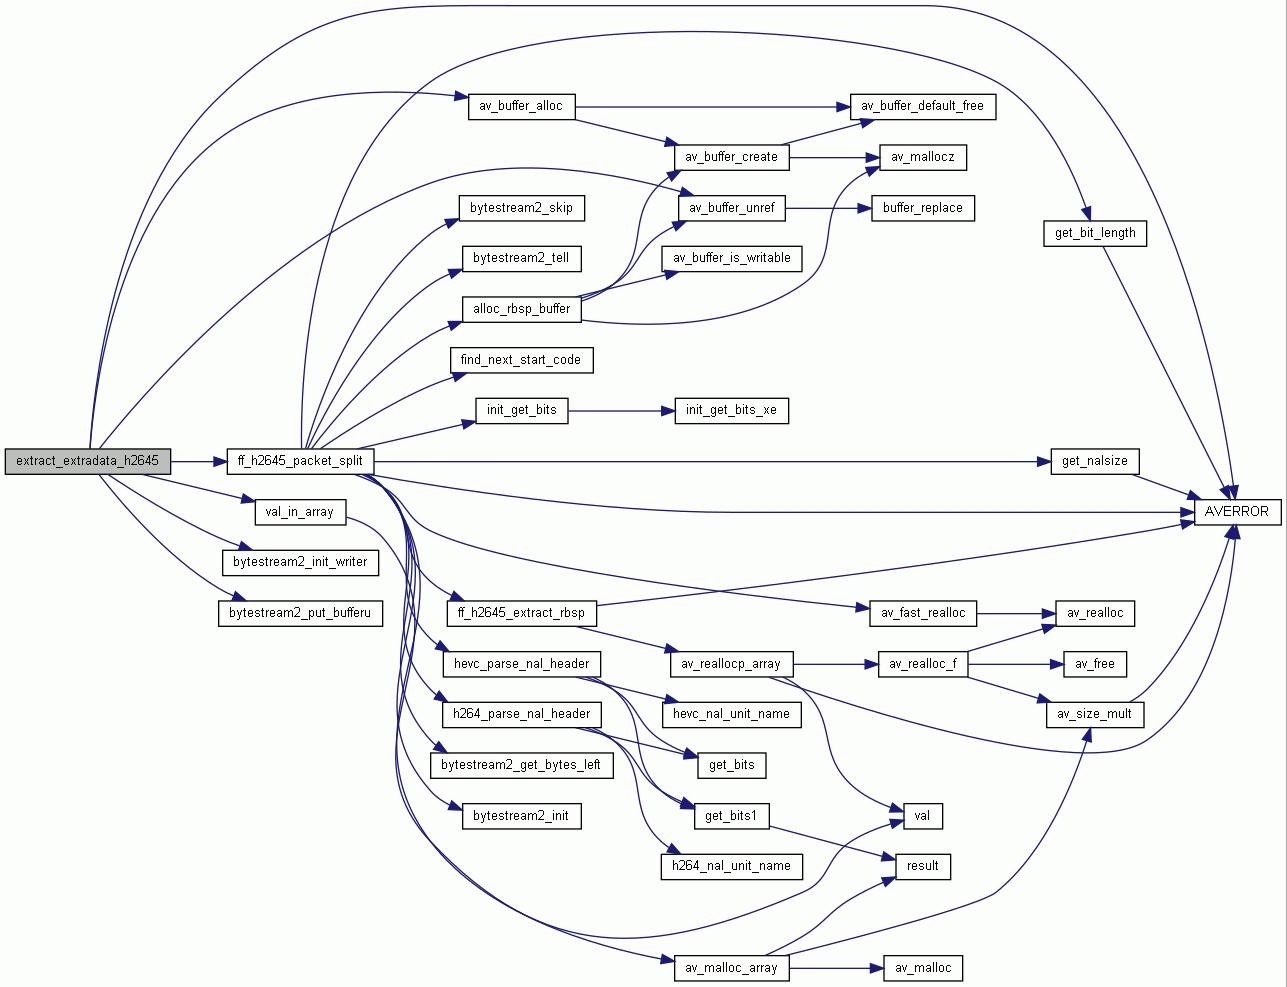 av_buffer_alloc
av_buffer_default_free
av_buffer_create
av_mallocz
bytestream2_skip
av_buffer_unref
buffer_replace
get_bit_length
bytestream2_tell
av_buffer_is_writable
alloc_rbsp_buffer
find_next_start_code
init_get_bits
init_get_bits_xe
extract_extradata_h2645
ff_h2645_packet_split
get_nalsize
val_in_array
AVERROR
bytestream2_init_writer
bytestream2_put_bufferu
ff_h2645_extract_rbsp
av_fast_realloc
av_realloc
hevc_parse_nal_header
av_reallocp_array
av_realloc_f
av_free
h264_parse_nal_header
hevc_nal_unit_name
av_size_mult
bytestream2_get_bytes_left
get_bits
bytestream2_init
get_bits1
val
h264_nal_unit_name
result
av_malloc_array
av_malloc